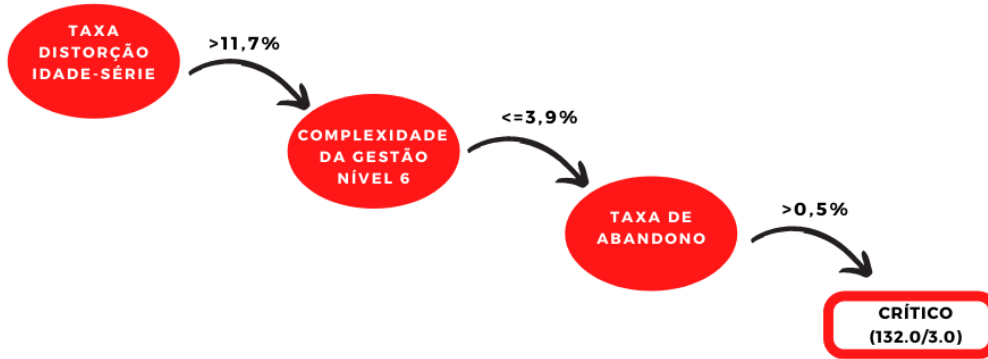 TAXA
DISTORÇÃO
IDADE-SÉRIE
>11,7%
COMPLEXIDADE
DA GESTÃO
NÍVEL 6
<=3,9%
TAXA DE
ABANDONO
>0,5%
CRÍTICO
(132.0/3.0)